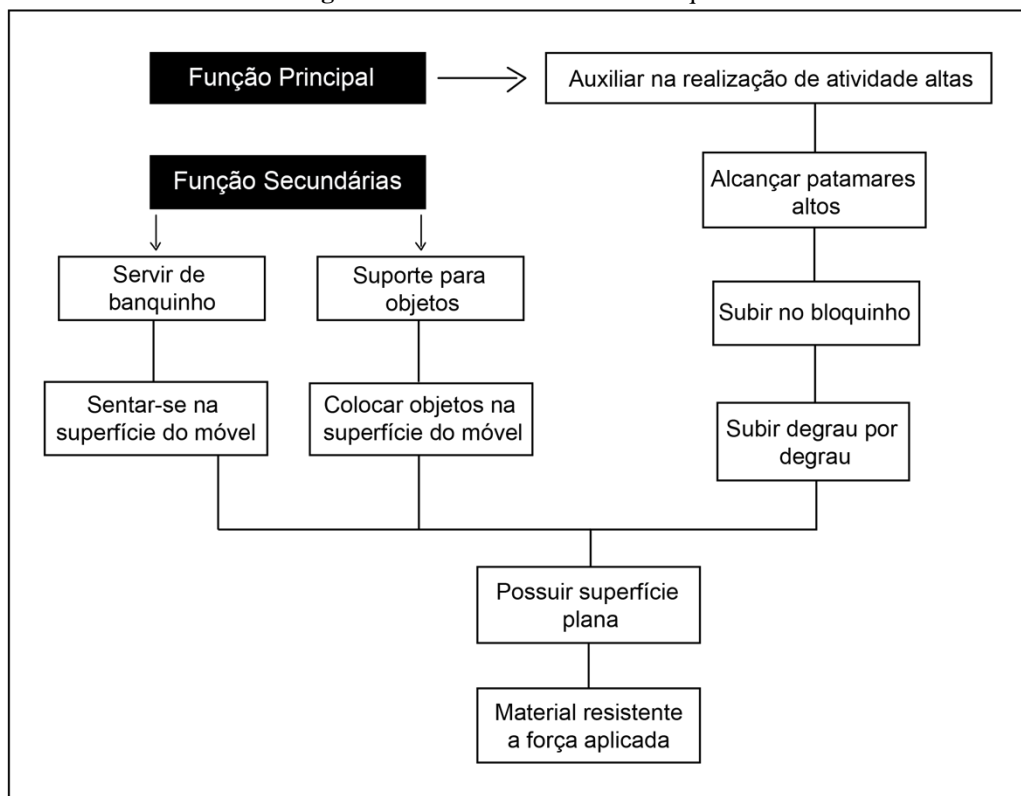 Função Principal
Auxiliar na realização de atividade altas
Função Secundárias
Alcançar patamares
altos
Servir de
banquinho
Suporte para
objetos
Subir no bloquinho
Sentar-se na
superfície do móvel
Colocar objetos na
superfície do móvel
Subir degrau por
degrau
Possuir superfície
plana
Material resistente
a força aplicada